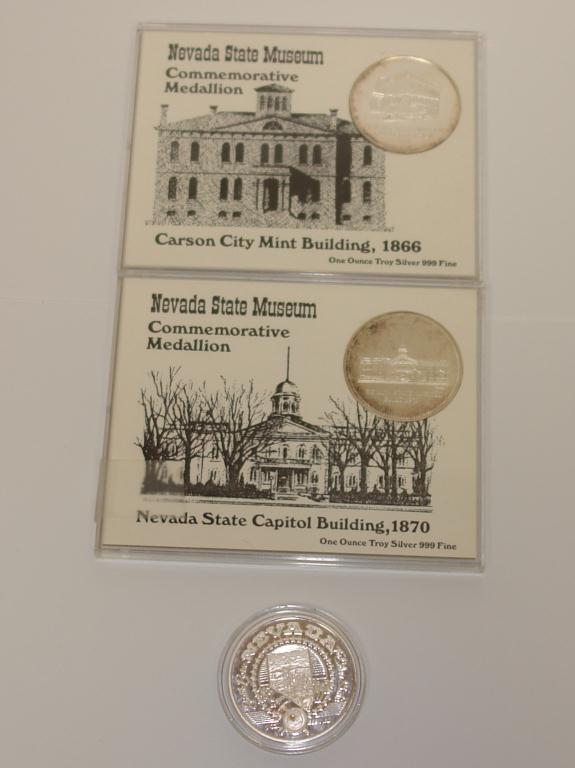 Nevada State Museum
Commemorative
Medallion
Carson City Mint Building, 1866
One Ounce Troy Silver 999 Fine
Nevada State Museum
Commemorative
Medallion
Nevada State Capitol Building,1870
One Ounce Troy Silver 999 Fine
NEVADA